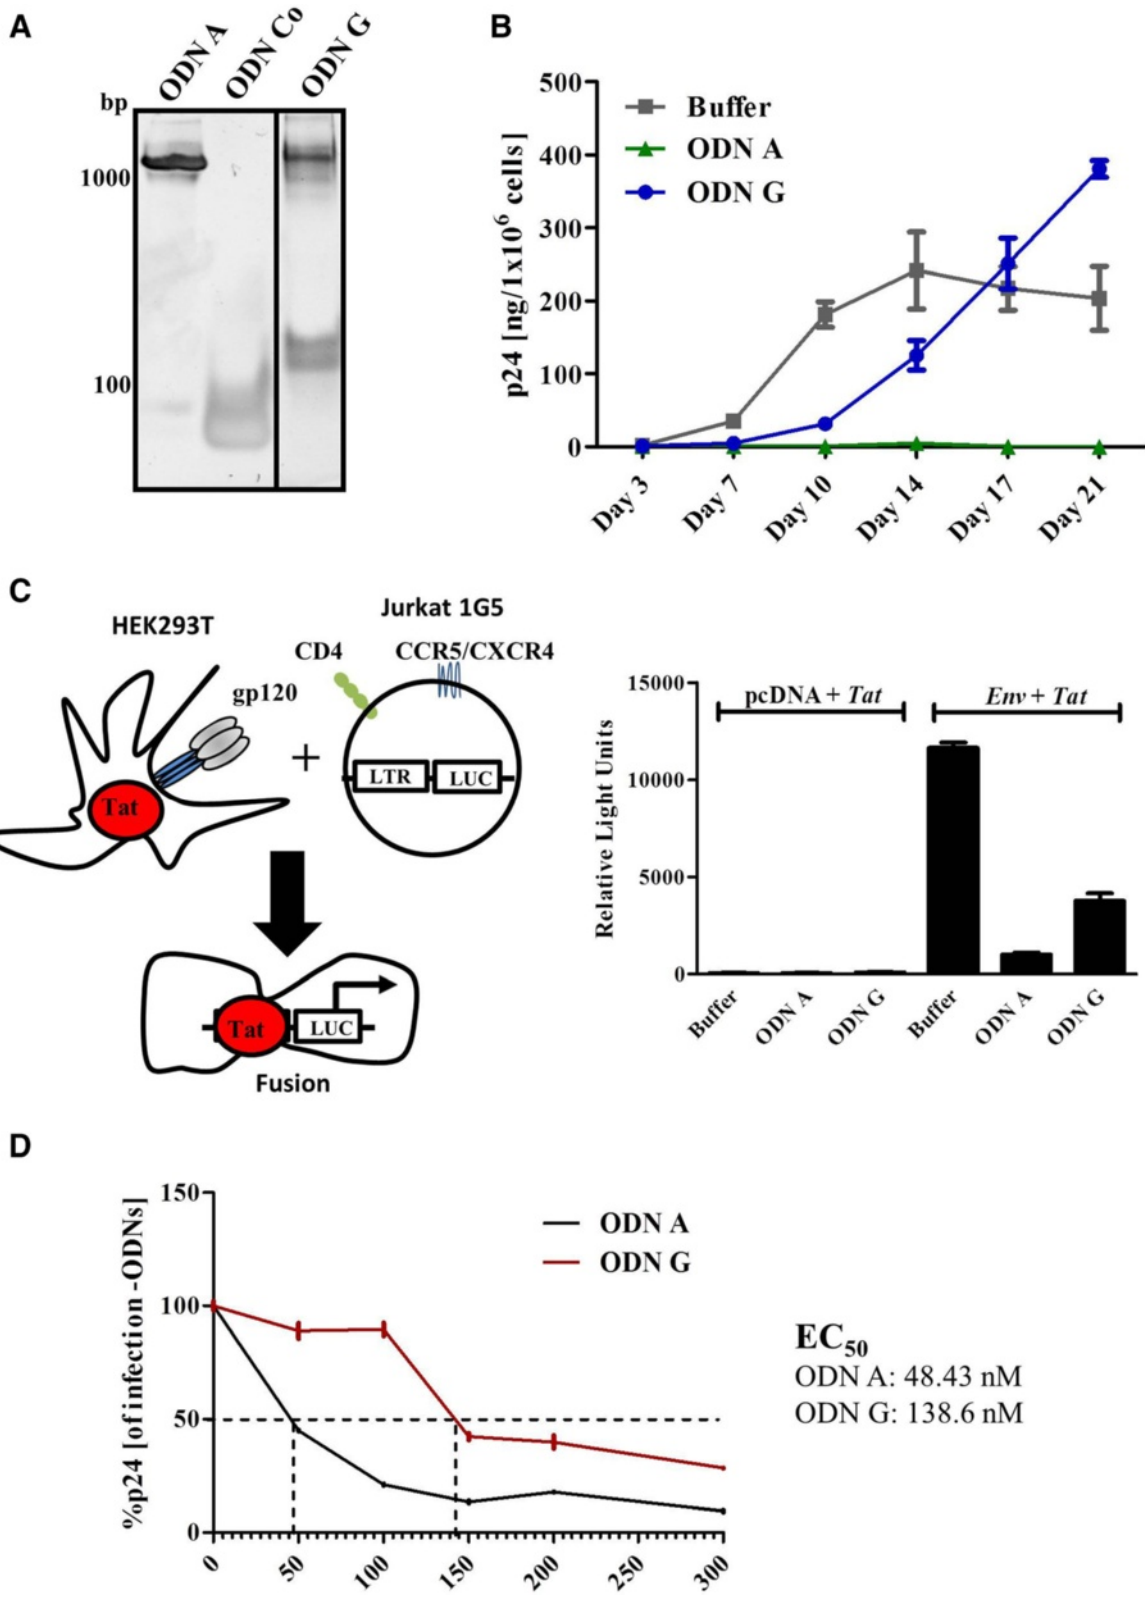 A
ODN A
ODN Co
ODN G
bp
1000
100
B
p24 [ng/1x10⁶ cells]
500
400
300
200
100
0
Buffer
ODN A
ODN G
Day 3
Day 7
Day 10
Day 14
Day 17
Day 21
C
HEK293T
gp120
Tat
+
Jurkat 1G5
CD4
CCR5/CXCR4
LTR
LUC
Tat
LUC
Fusion
Relative Light Units
15000
10000
5000
0
pcDNA + Tat
Env + Tat
Buffer
ODN A
ODN G
Buffer
ODN A
ODN G
D
%p24 [of infection -ODNs]
150
100
50
0
ODN A
ODN G
0
50
100
150
200
250
300
EC₅₀
ODN A: 48.43 nM
ODN G: 138.6 nM